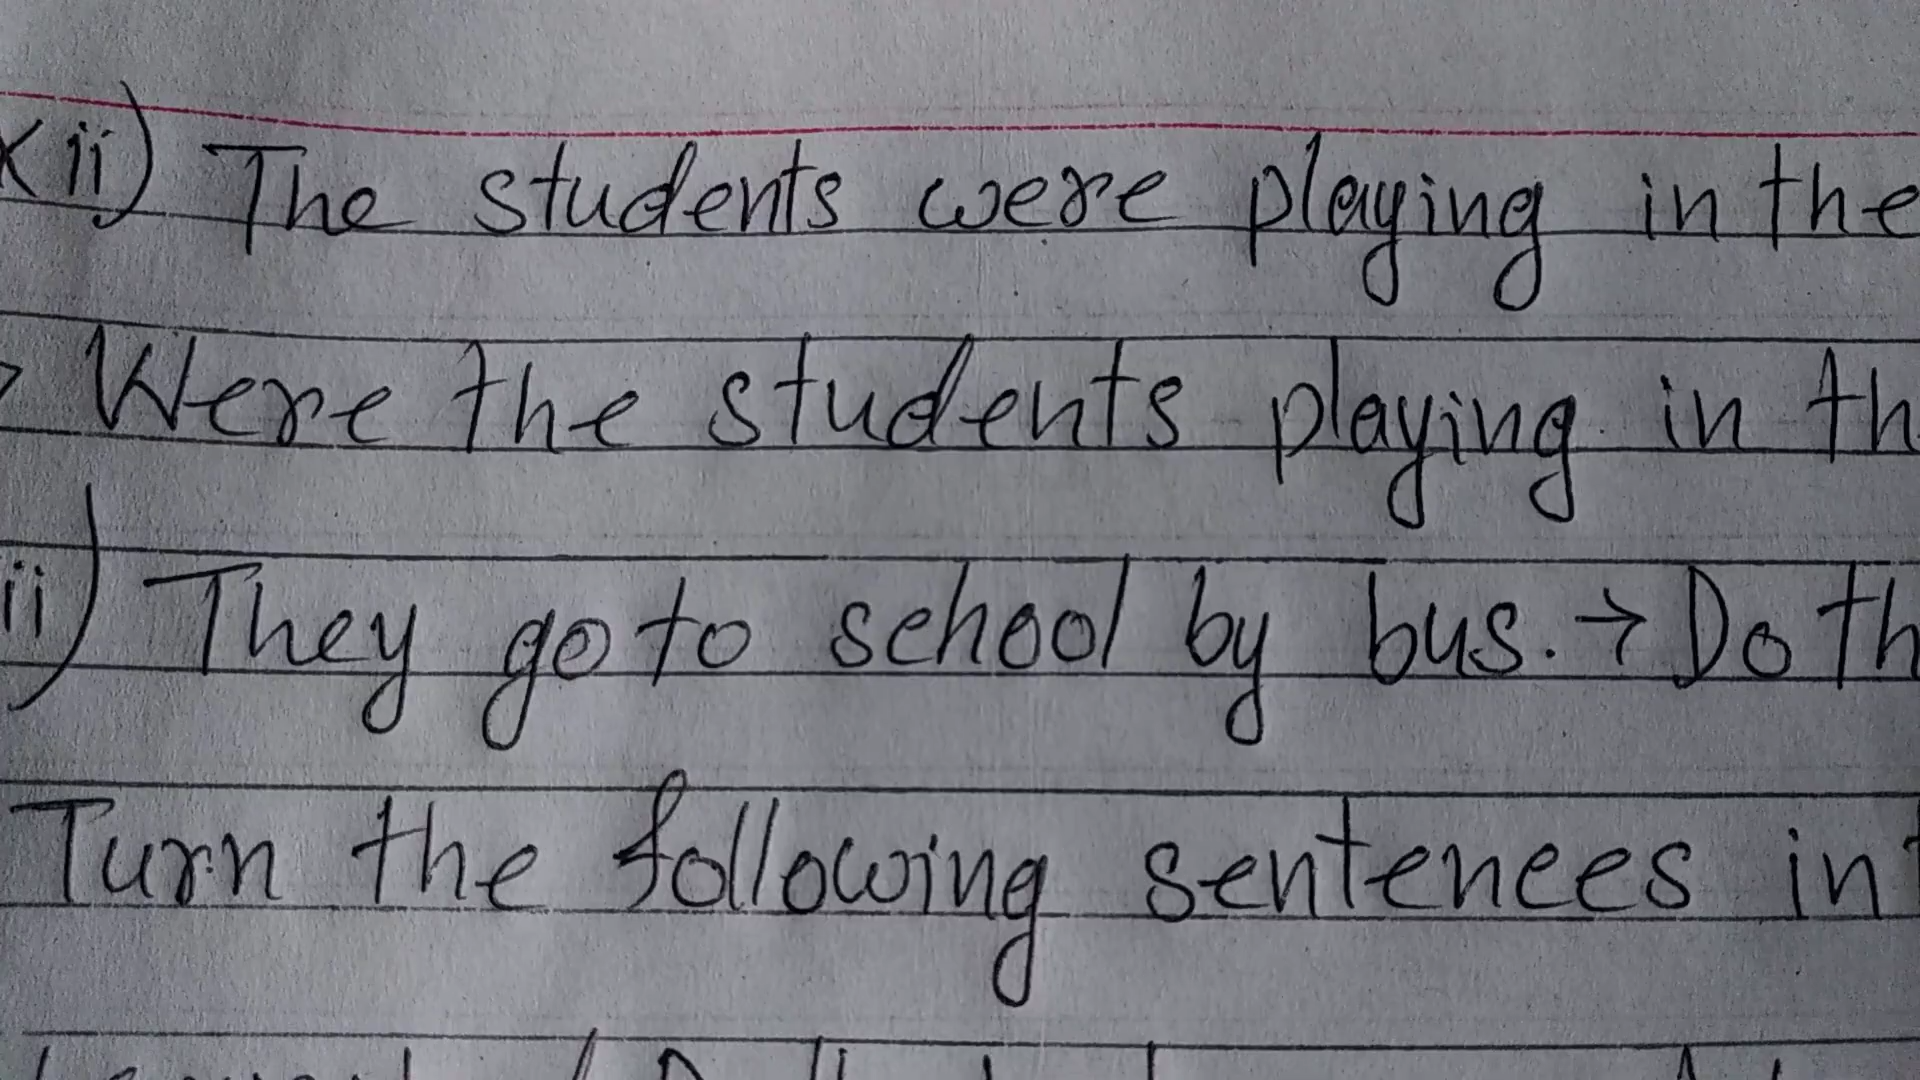 xii) The students were playing in the
Were the students playing in th
ii) They go to school by bus. → Do th
Turn the following sentences int